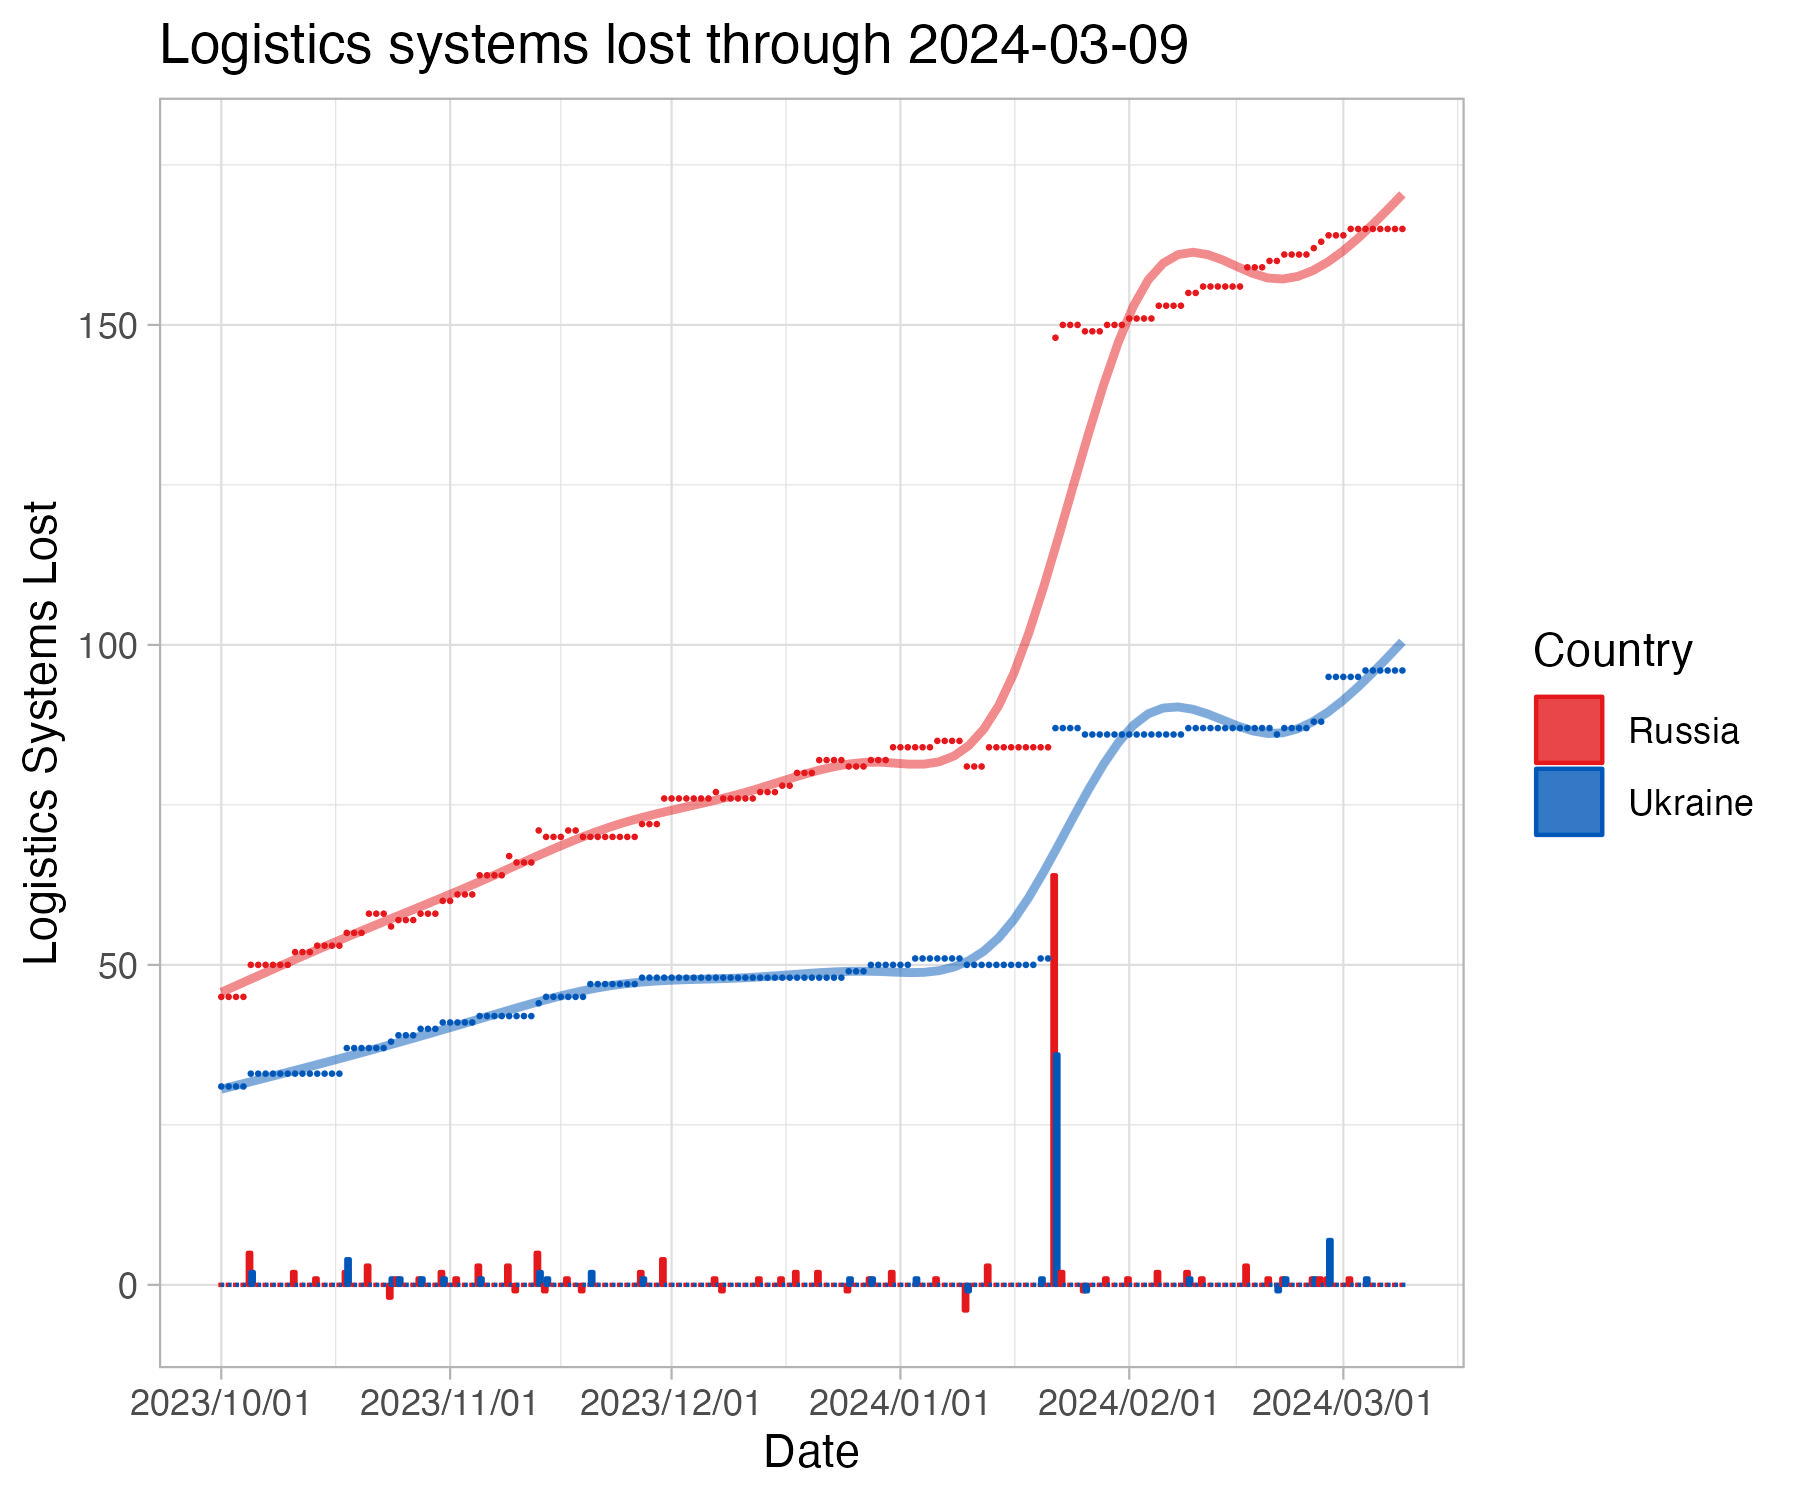 Logistics systems lost through 2024-03-09
Logistics Systems Lost
150
100
50
0
2023/10/01
2023/11/01
2023/12/01
2024/01/01
2024/02/01
2024/03/01
Date
Country
Russia
Ukraine